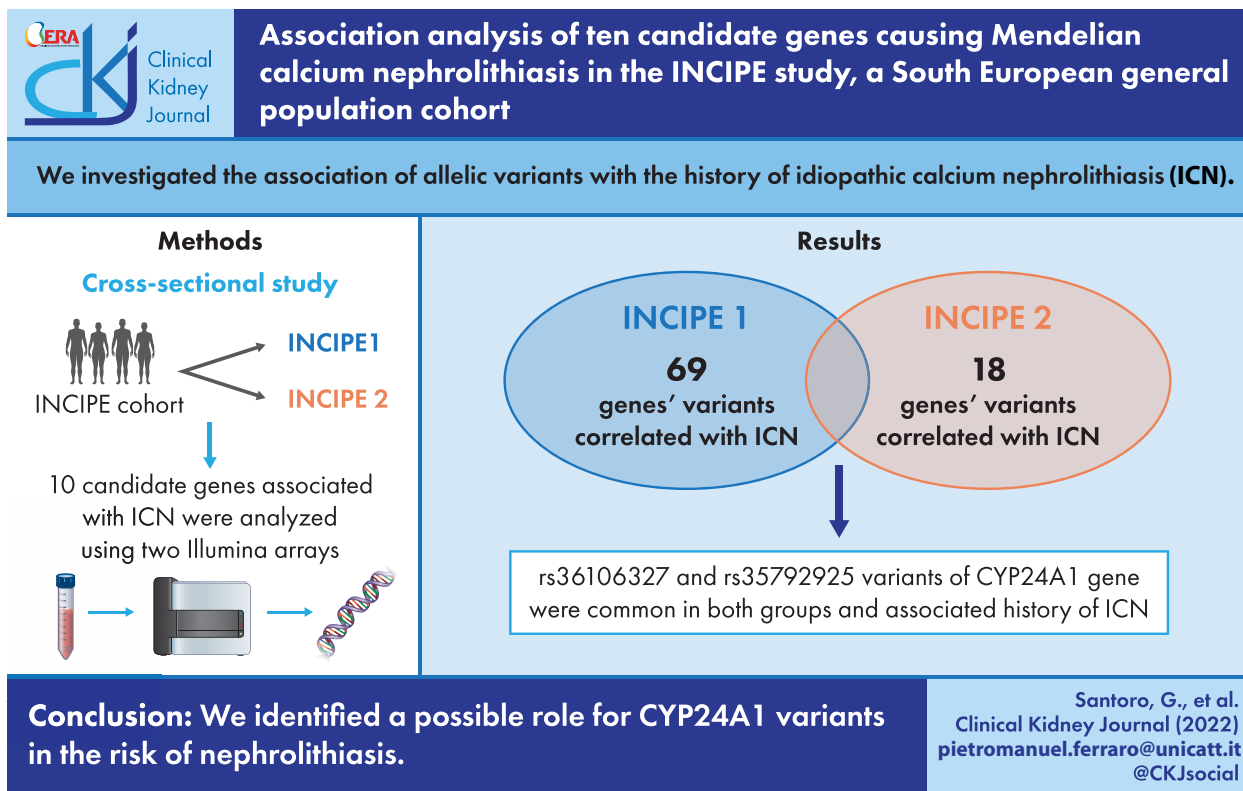 ERA
CKJ
Clinical
Kidney
Journal
Association analysis of ten candidate genes causing Mendelian
calcium nephrolithiasis in the INCIPE study, a South European general
population cohort
We investigated the association of allelic variants with the history of idiopathic calcium nephrolithiasis (ICN).
Methods
Cross-sectional study
INCIPE cohort
INCIPE1
INCIPE 2
10 candidate genes associated
with ICN were analyzed
using two Illumina arrays
Results
INCIPE 1
69
genes’ variants
correlated with ICN
INCIPE 2
18
genes’ variants
correlated with ICN
rs36106327 and rs35792925 variants of CYP24A1 gene
were common in both groups and associated history of ICN
Conclusion: We identified a possible role for CYP24A1 variants
in the risk of nephrolithiasis.
Santoro, G., et al.
Clinical Kidney Journal (2022)
pietromanuel.ferraro@unicatt.it
@CKJsocial